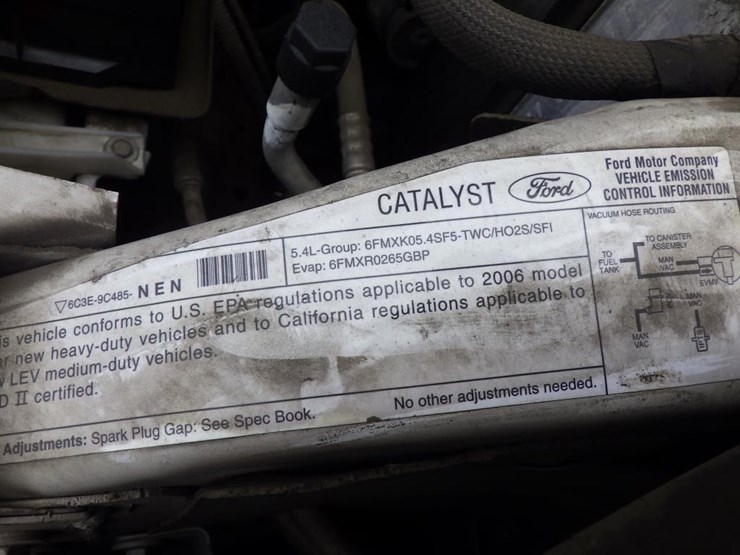 CATALYST
Ford
Ford Motor Company
VEHICLE EMISSION
CONTROL INFORMATION
▽6C3E-9C485- NEN
5.4L-Group: 6FMXK05.4SF5-TWC/HO2S/SFI
Evap: 6FMXR0265GBP
is vehicle conforms to U.S. EPA regulations applicable to 2006 model
r new heavy-duty vehicles and to California regulations applicable to
LEV medium-duty vehicles.
D II certified.
Adjustments: Spark Plug Gap: See Spec Book.
No other adjustments needed.
VACUUM HOSE ROUTING
TO CANISTER
ASSEMBLY
TO
FUEL
TANK
MAN
VAC
EVMV
MAN
VAC
MAN
VAC